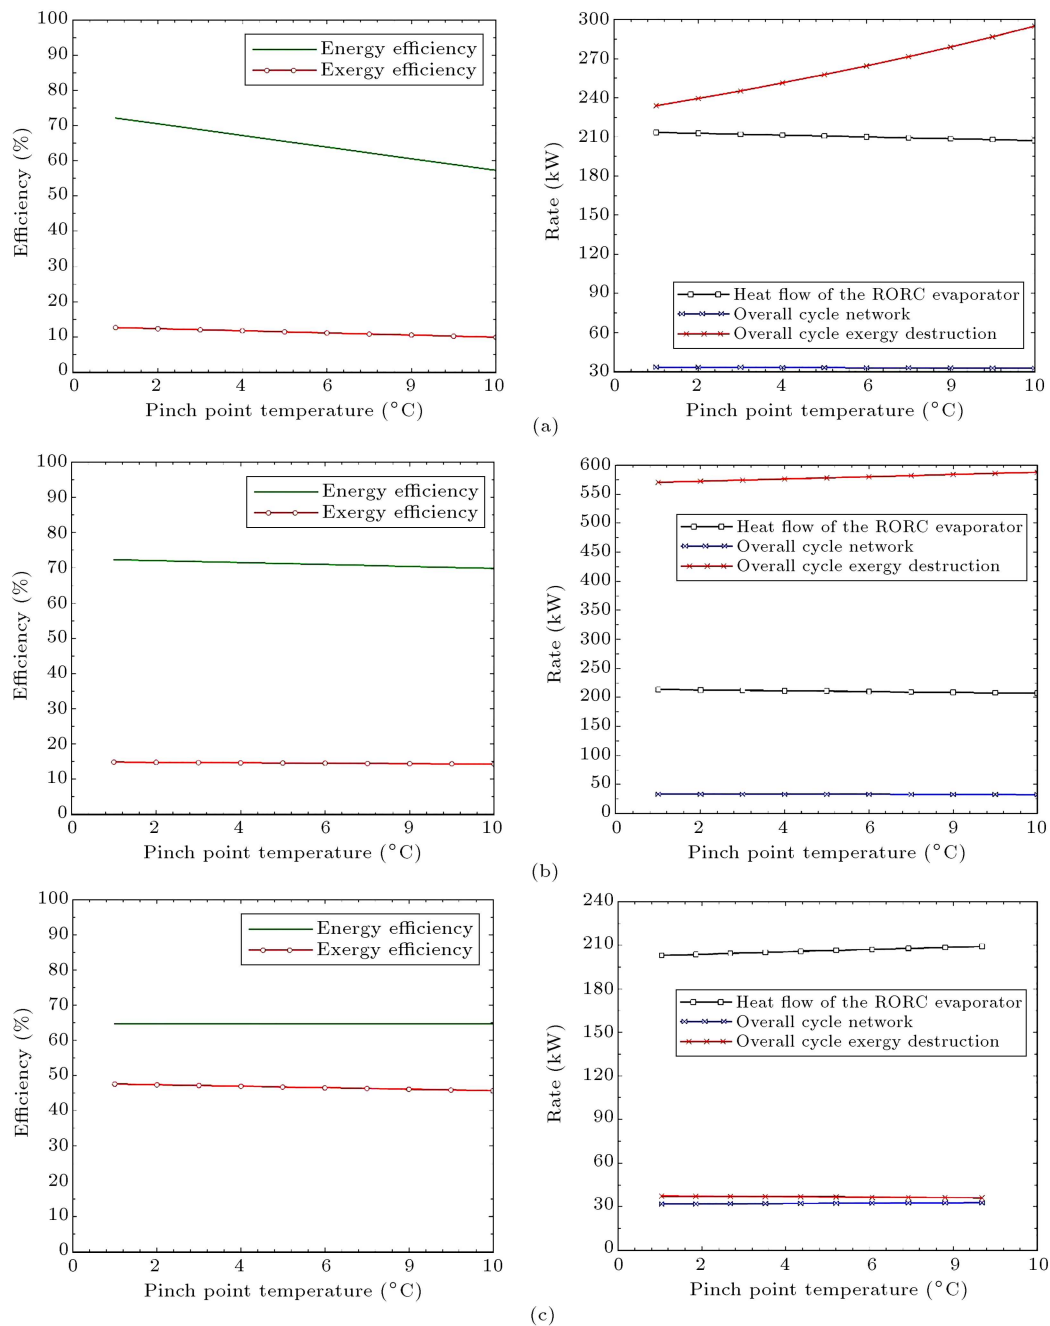 100
90
80
70
60
50
40
30
20
10
0
Efficiency (%)
Energy efficiency
Exergy efficiency
0 2 4 6 9 10
Pinch point temperature (°C)
300
270
240
210
180
150
120
90
60
30
Rate (kW)
Heat flow of the RORC evaporator
Overall cycle network
Overall cycle exergy destruction
0 2 4 6 9 10
Pinch point temperature (°C)
(a)
100
90
80
70
60
50
40
30
20
10
0
Efficiency (%)
Energy efficiency
Exergy efficiency
0 2 4 6 9 10
Pinch point temperature (°C)
600
550
500
450
400
350
300
250
200
150
100
50
0
Rate (kW)
Heat flow of the RORC evaporator
Overall cycle network
Overall cycle exergy destruction
0 2 4 6 9 10
Pinch point temperature (°C)
(b)
100
90
80
70
60
50
40
30
20
10
0
Efficiency (%)
Energy efficiency
Exergy efficiency
0 2 4 6 9 10
Pinch point temperature (°C)
240
210
180
150
120
90
60
30
0
Rate (kW)
Heat flow of the RORC evaporator
Overall cycle network
Overall cycle exergy destruction
0 2 4 6 9 10
Pinch point temperature (°C)
(c)